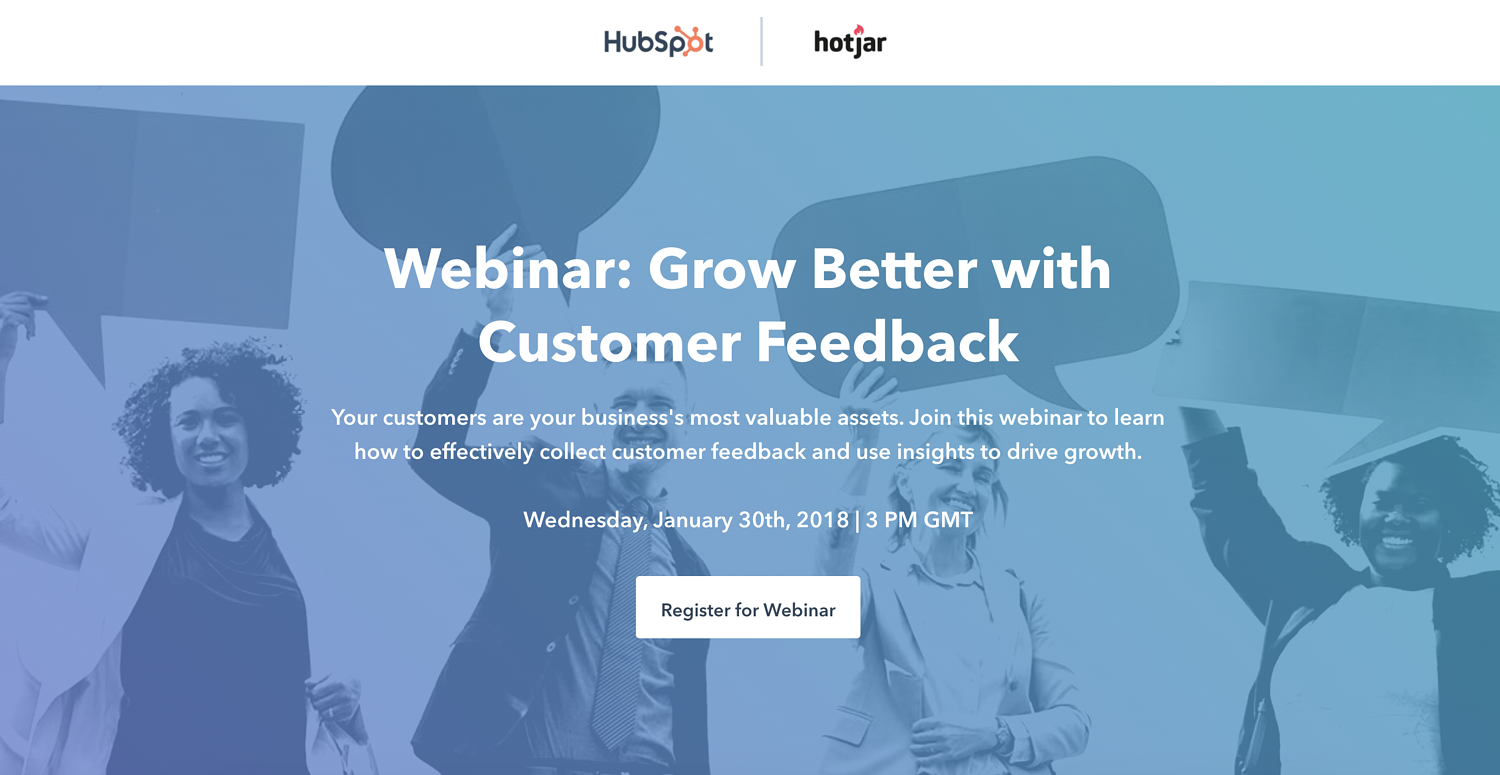 HubSpot
hotjar
Webinar: Grow Better with
Customer Feedback
Your customers are your business's most valuable assets. Join this webinar to learn
how to effectively collect customer feedback and use insights to drive growth.
Wednesday, January 30th, 2018 | 3 PM GMT
Register for Webinar